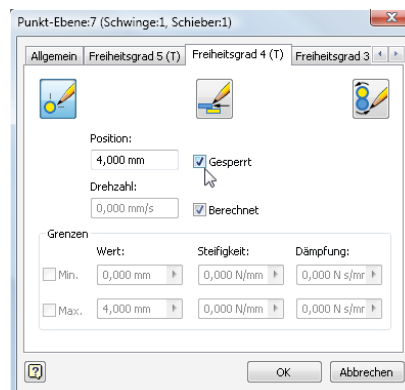 Punkt-Ebene:7 (Schwinge:1, Schieber:1)
Allgemein Freiheitsgrad 5 (T) Freiheitsgrad 4 (T) Freiheitsgrad 3
Position:
4,000 mm Gesperrt
Drehzahl:
0,000 mm/s Berechnet
Grenzen
Wert: Steifigkeit: Dämpfung:
Min. 0,000 mm 0,000 N/mm 0,000 N s/mr
Max. 4,000 mm 0,000 N/mm 0,000 N s/mr
OK Abbrechen